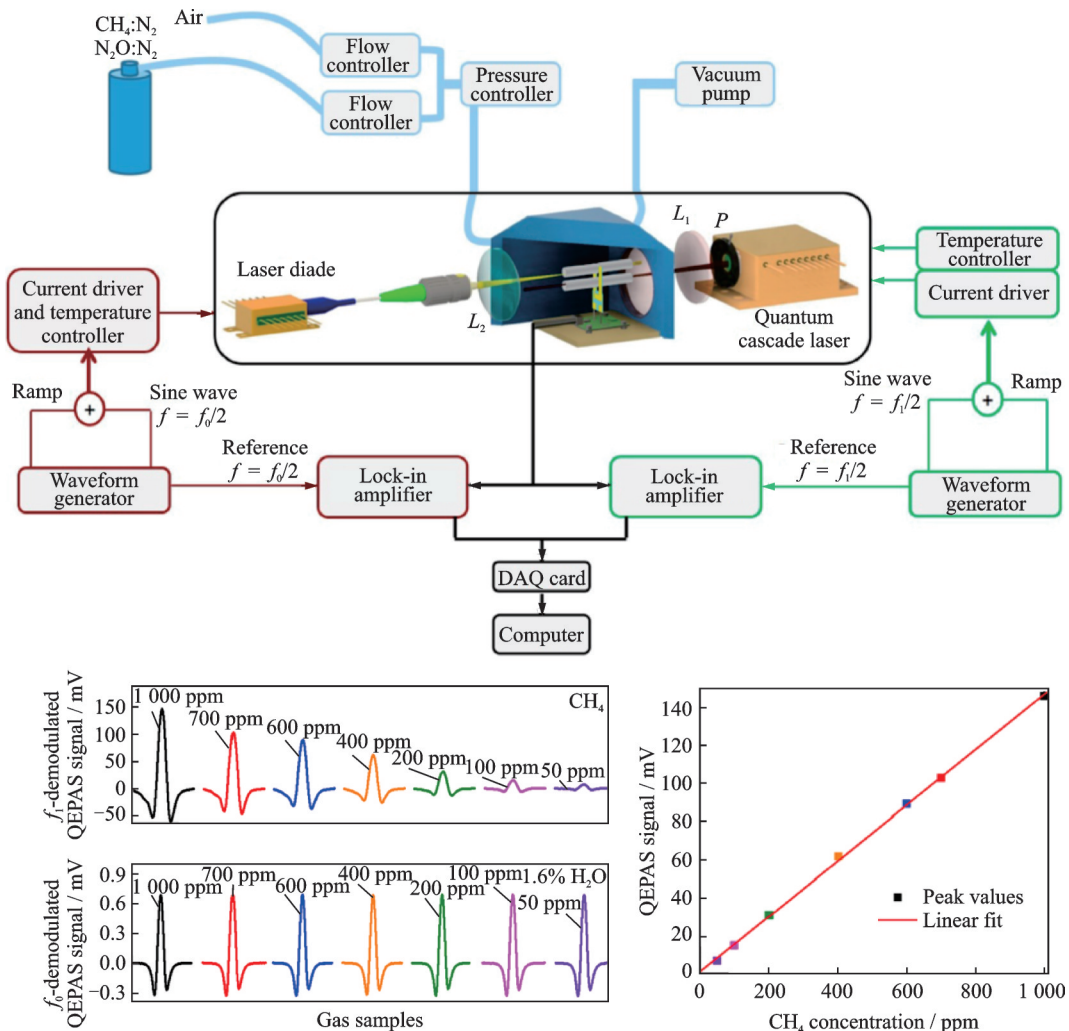 CH₄:N₂
N₂O:N₂
Air
Flow
controller
Flow
controller
Pressure
controller
Vacuum
pump
Laser diade
L₂
L₁
P
Quantum
cascade laser
Temperature
controller
Current driver
Current driver
and temperature
controller
Ramp
+
Sine wave
f = f₀/2
Waveform
generator
Reference
f = f₀/2
Lock-in
amplifier
Lock-in
amplifier
Reference
f = f₁/2
Sine wave
f = f₁/2
+
Ramp
Waveform
generator
DAQ card
Computer
f₁-demodulated
QEPAS signal / mV
150
100
50
0
−50
1 000 ppm
700 ppm
600 ppm
400 ppm
200 ppm
100 ppm
50 ppm
CH₄
f₀-demodulated
QEPAS signal / mV
0.9
0.6
0.3
0.0
−0.3
1 000 ppm
700 ppm
600 ppm
400 ppm
200 ppm
100 ppm
1.6% H₂O
50 ppm
Gas samples
QEPAS signal / mV
140
120
100
80
60
40
20
0
Peak values
Linear fit
0 200 400 600 800 1 000
CH₄ concentration / ppm